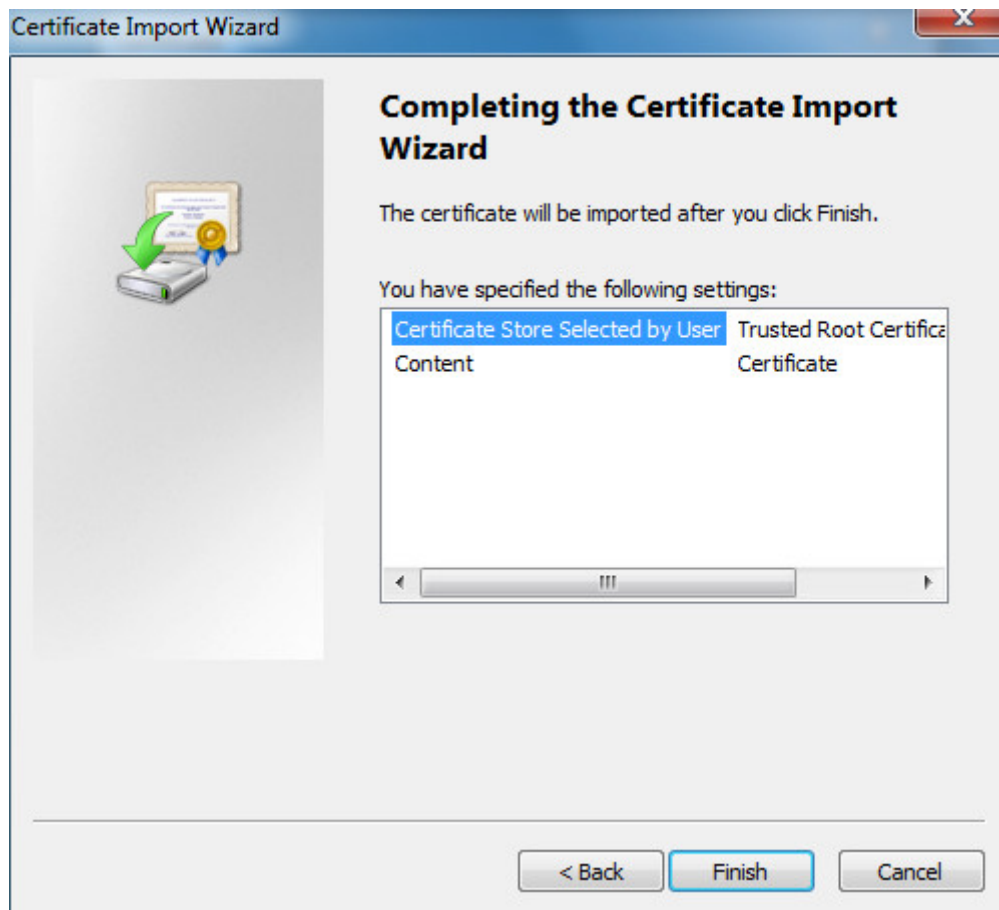 Certificate Import Wizard
Completing the Certificate Import
Wizard
The certificate will be imported after you click Finish.
You have specified the following settings:
Certificate Store Selected by User Trusted Root Certifica
Content Certificate
< Back Finish Cancel